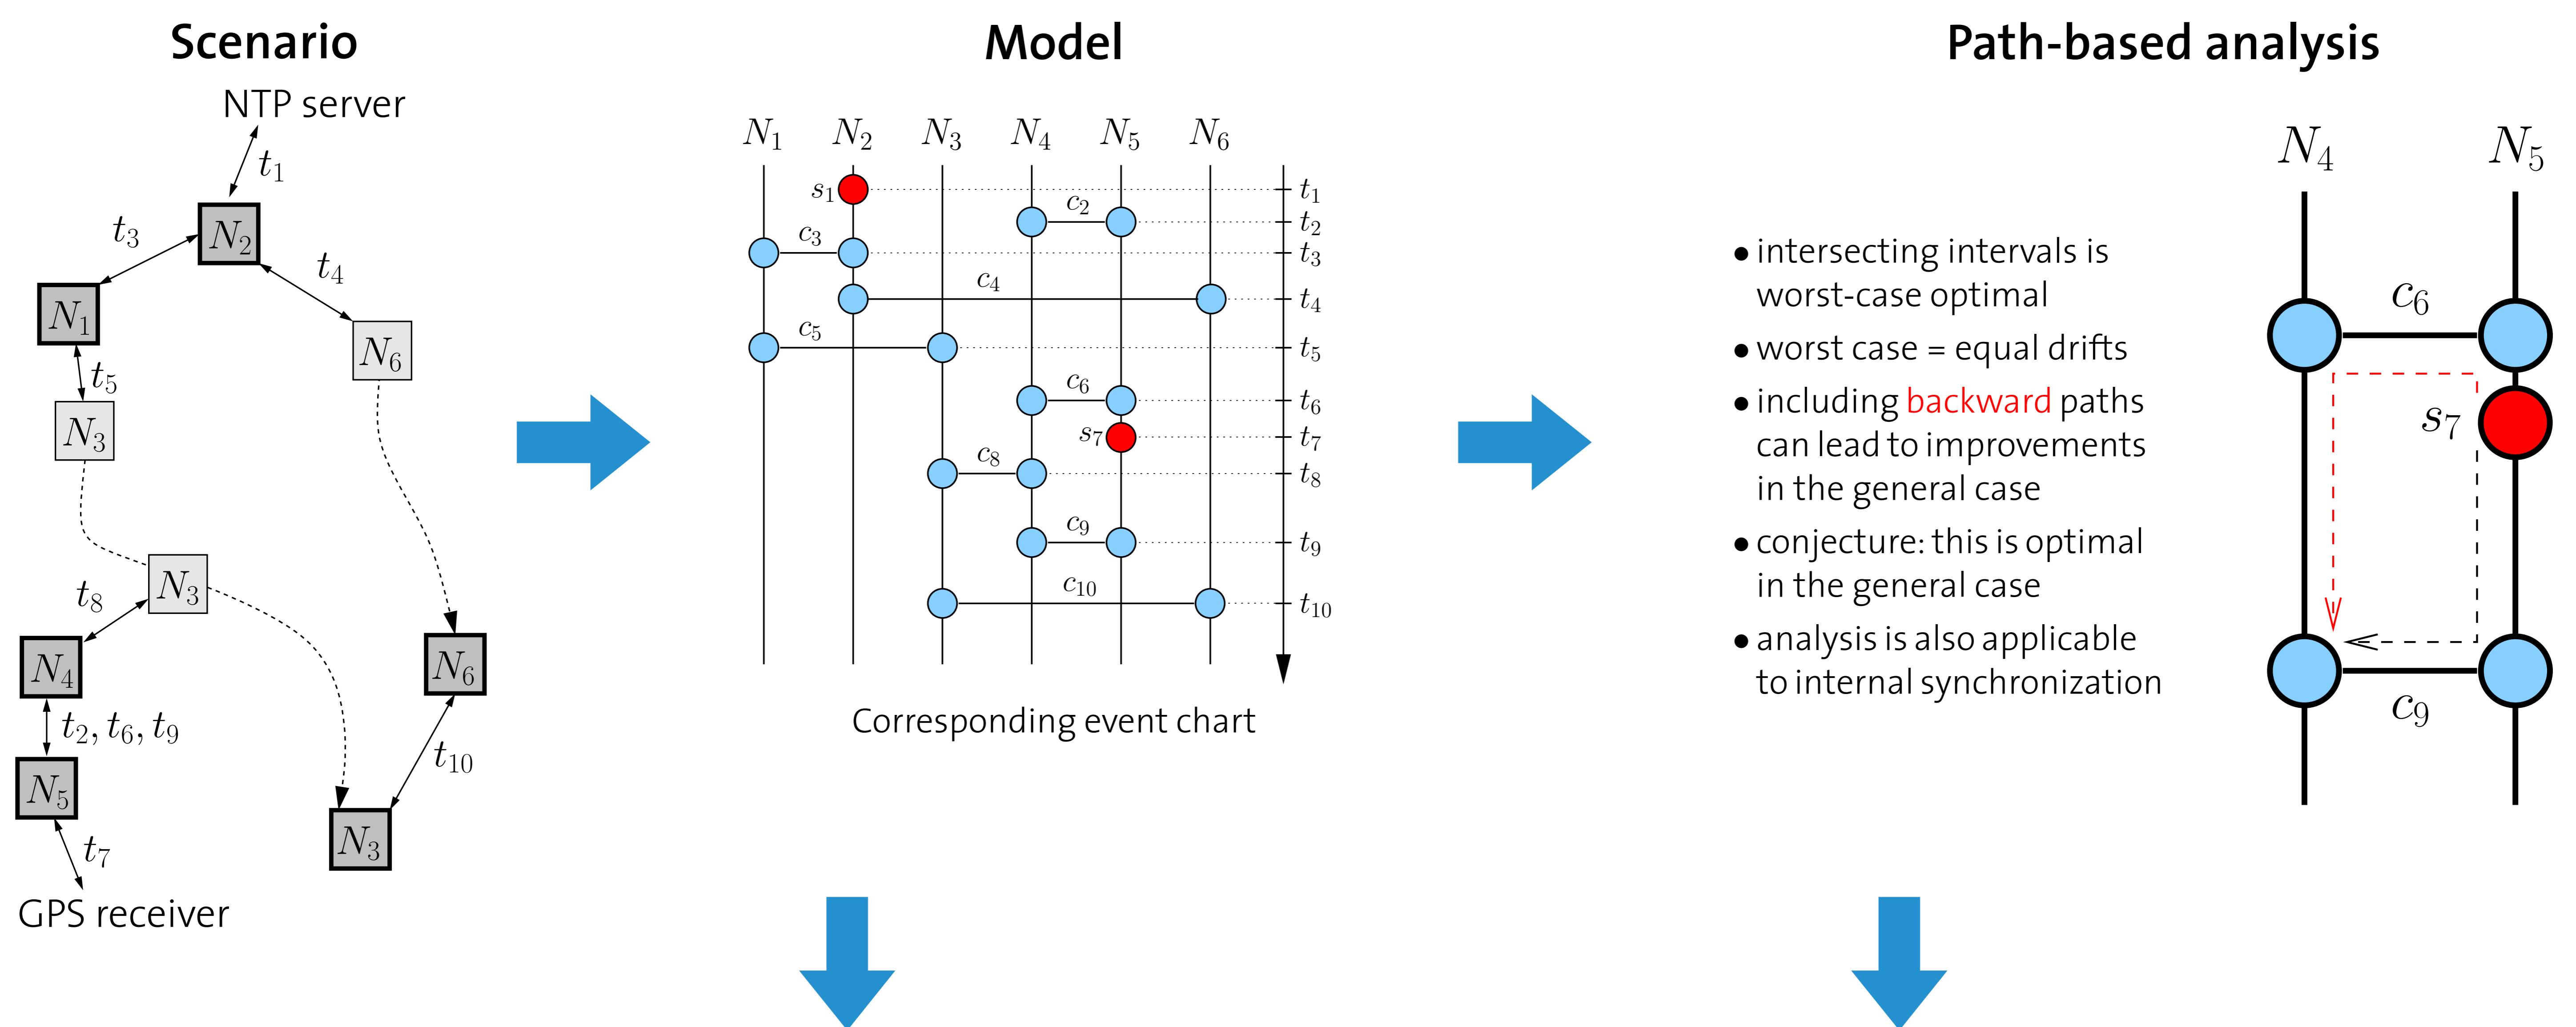 Scenario
NTP server
t₁
N₂
t₃
t₄
N₁
N₆
t₅
N₃
N₃
t₈
N₄
N₆
t₂, t₆, t₉
t₁₀
N₅
N₃
t₇
GPS receiver
Model
N₁ N₂ N₃ N₄ N₅ N₆
s₁ t₁
c₂ t₂
c₃ t₃
c₄ t₄
c₅ t₅
c₆ t₆
s₇ t₇
c₈ t₈
c₉ t₉
c₁₀ t₁₀
Corresponding event chart
Path-based analysis
• intersecting intervals is
worst-case optimal
• worst case = equal drifts
• including backward paths
can lead to improvements
in the general case
• conjecture: this is optimal
in the general case
• analysis is also applicable
to internal synchronization
N₄ N₅
c₆
s₇
c₉